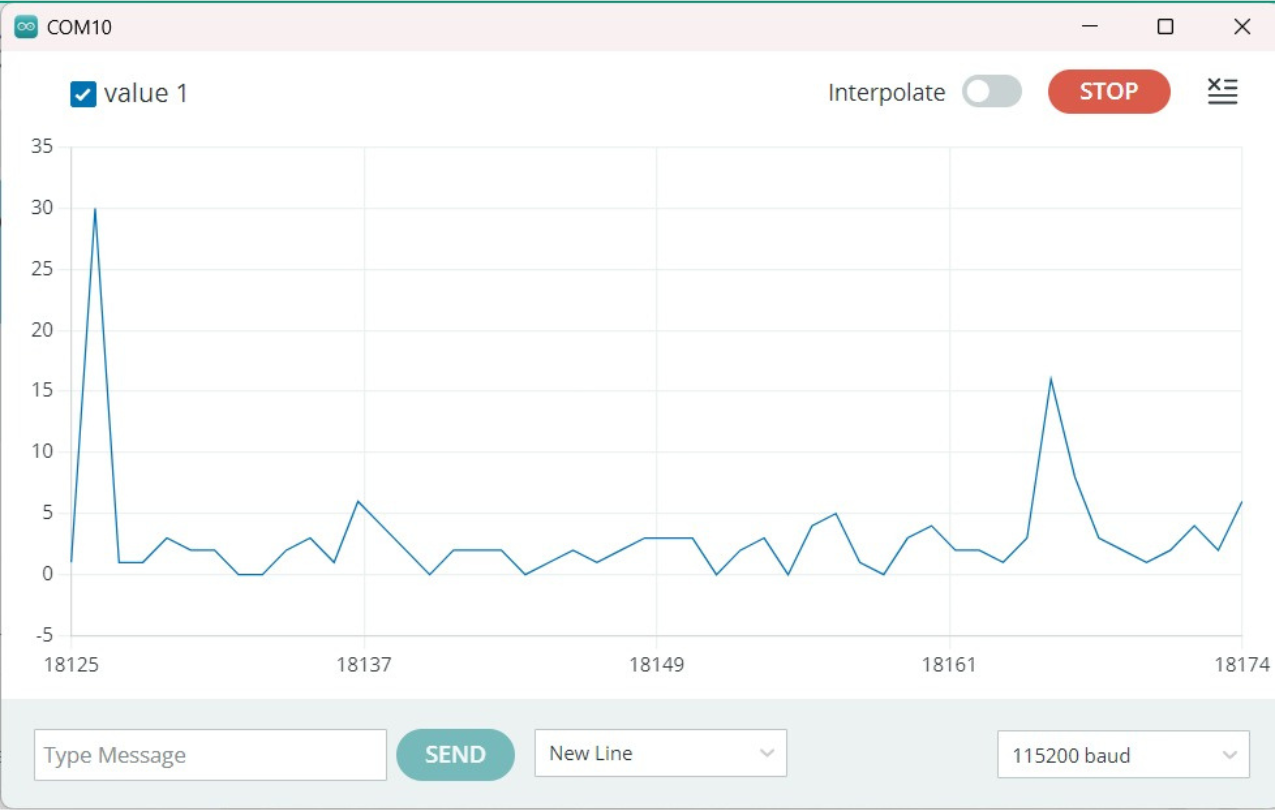 COM10
value 1
Interpolate
STOP
35
30
25
20
15
10
5
0
-5
18125
18137
18149
18161
18174
Type Message
SEND
New Line
115200 baud